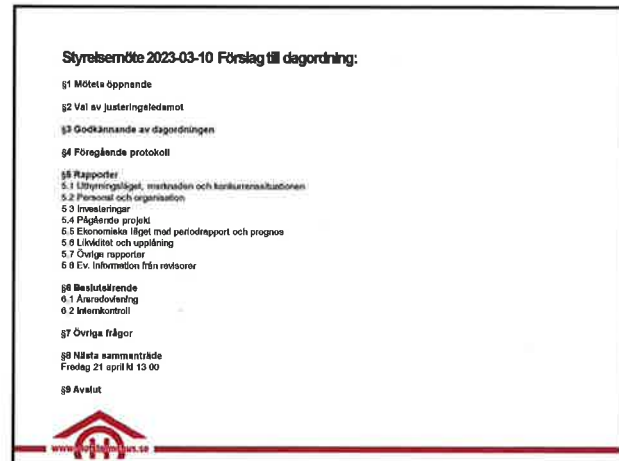 Styrelsemöte 2023-03-10 Förslag till dagordning:
§1 Mötets öppnande
§2 Val av justeringsledamot
§3 Godkännande av dagordningen
§4 Föregående protokoll
§5 Rapporter
5.1 Uthyrningsläget, marknaden och konkurrenssituationen
5.2 Personal och organisation
5.3 Investeringar
5.4 Pågående projekt
5.5 Ekonomiska läget med periodrapport och prognos
5.6 Likviditet och upplåning
5.7 Övriga rapporter
5.8 Ev. information från revisorer
§6 Beslutsärende
6.1 Årsredovisning
6.2 Internkontroll
§7 Övriga frågor
§8 Nästa sammanträde
Fredag 21 april kl 13.00
§9 Avslut